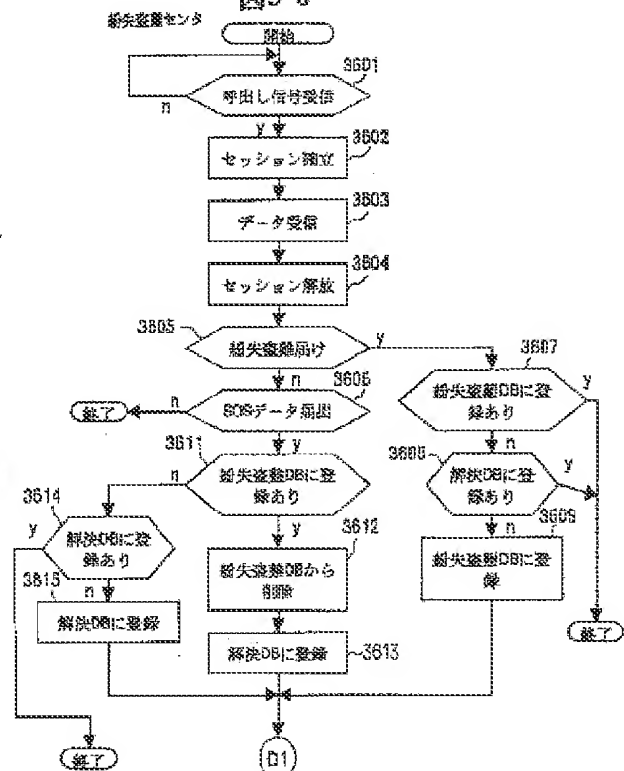 紛失盗難センタ
開始
3601
呼出し信号受信
n
y
3602
セッション確立
3603
データ受信
3604
セッション解放
3605
紛失盗難届け
y
n
3607
紛失盗難DBに登
録あり
y
n
3606
SOSデータ届出
n
終了
y
3611
紛失盗難DBに登
録あり
n
y
3608
解決DBに登
録あり
y
n
3609
紛失盗難DBに登
録
終了
3614
解決DBに登
録あり
y
n
3615
解決DBに登録
3612
紛失盗難DBから
削除
解決DBに登録
3613
終了
D1